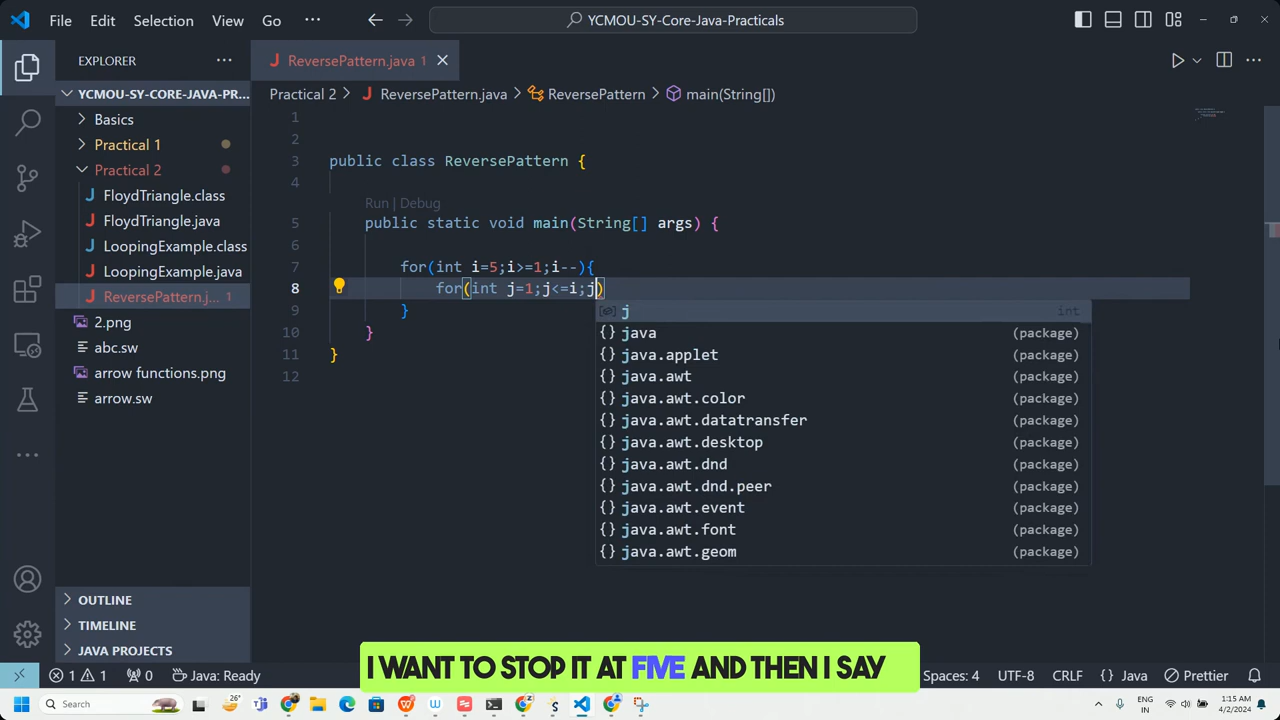 File Edit Selection View Go ··· YCMOU-SY-Core-Java-Practicals
EXPLORER ···
YCMOU-SY-CORE-JAVA-PR...
Basics
Practical 1
Practical 2
FloydTriangle.class
FloydTriangle.java
LoopingExample.class
LoopingExample.java
ReversePattern.j... 1
2.png
abc.sw
arrow functions.png
arrow.sw
OUTLINE
TIMELINE
JAVA PROJECTS
ReversePattern.java 1
Practical 2 > ReversePattern.java > ReversePattern > main(String[])
1
2
3 public class ReversePattern {
4
Run | Debug
5 public static void main(String[] args) {
6
7 for(int i=5;i>=1;i--){
8 for(int j=1;j<=i;j)
9 }
10 }
11 }
12
j int
java (package)
java.applet (package)
java.awt (package)
java.awt.color (package)
java.awt.datatransfer (package)
java.awt.desktop (package)
java.awt.dnd (package)
java.awt.dnd.peer (package)
java.awt.event (package)
java.awt.font (package)
java.awt.geom (package)
I WANT TO STOP IT AT FIVE AND THEN I SAY
1 1 0 Java: Ready Spaces: 4 UTF-8 CRLF {} Java Prettier
Search 26° ENG IN 1:15 AM 4/2/2024